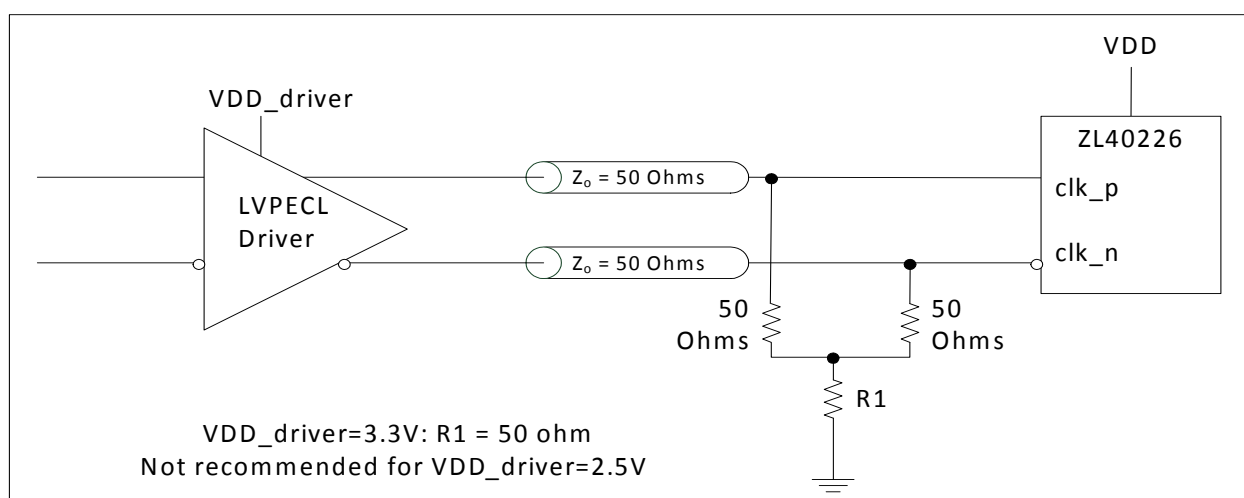 VDD
VDD_driver
ZL40226
Zₒ = 50 Ohms
clk_p
LVPECL
Driver
clk_n
Zₒ = 50 Ohms
50
Ohms
50
Ohms
R1
VDD_driver=3.3V: R1 = 50 ohm
Not recommended for VDD_driver=2.5V